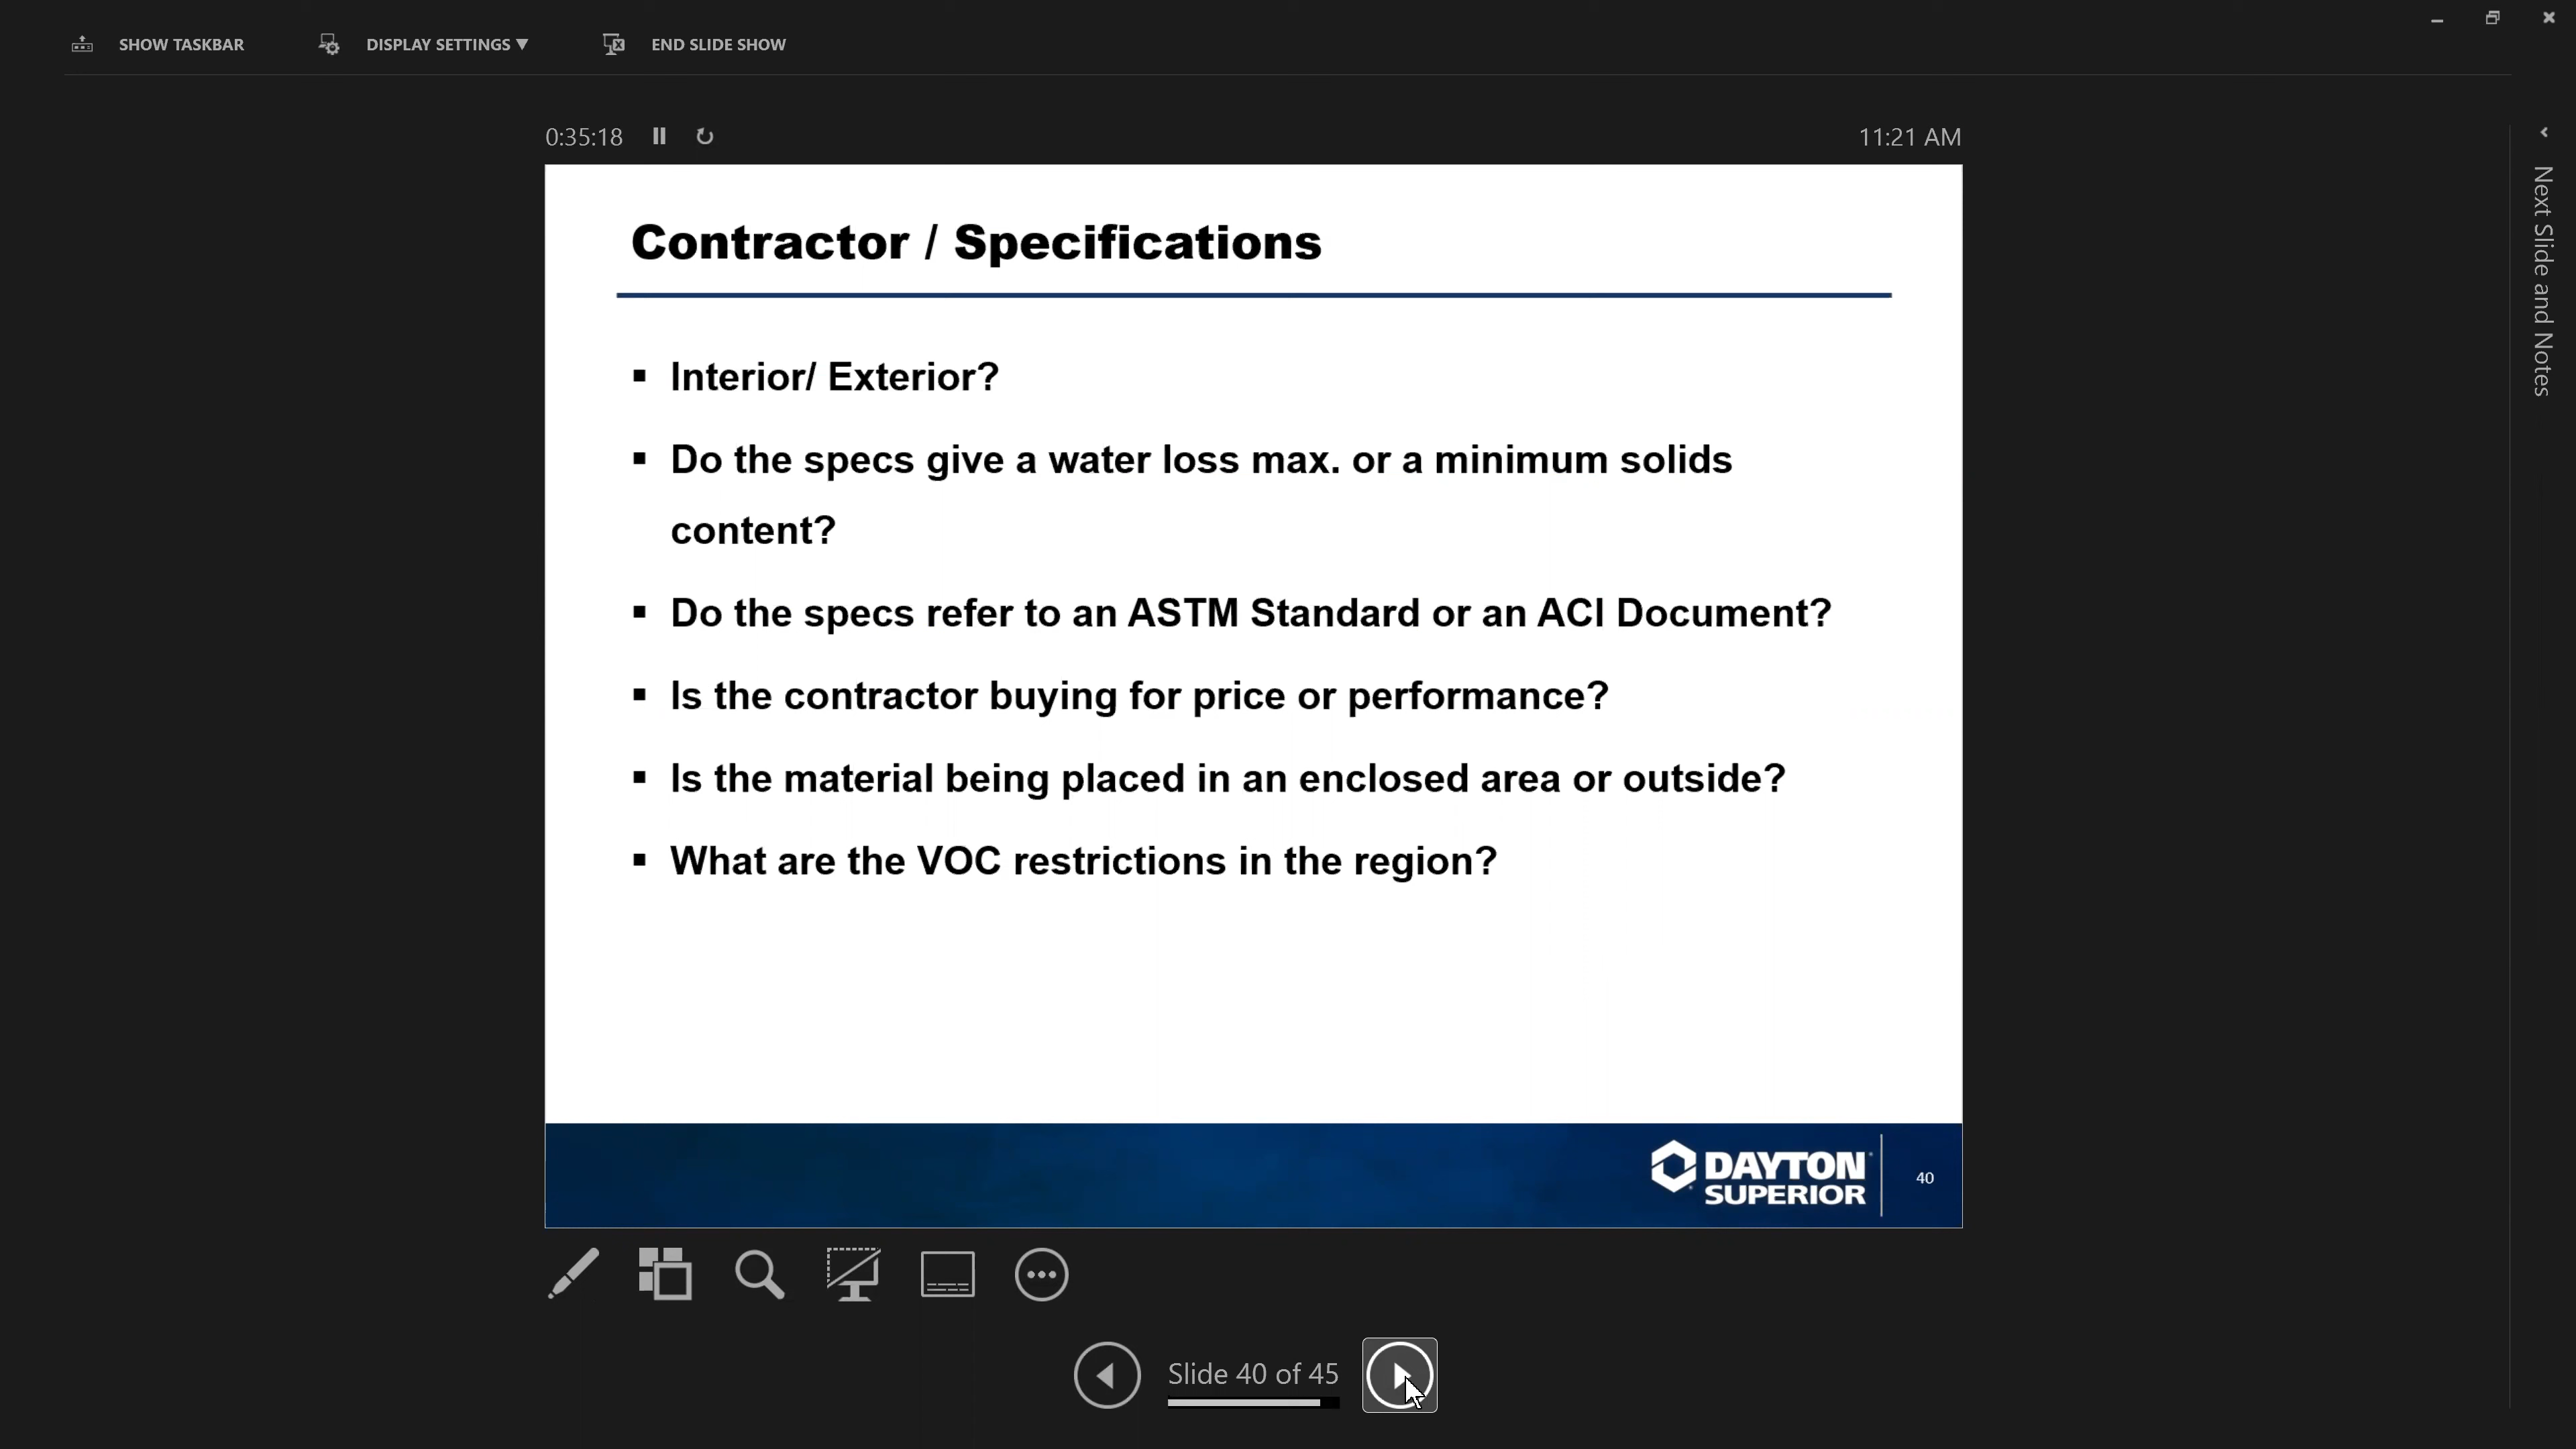 SHOW TASKBAR
DISPLAY SETTINGS ▼
END SLIDE SHOW
0:35:18
11:21 AM
Next Slide and Notes
Contractor / Specifications
▪ Interior/ Exterior?
▪ Do the specs give a water loss max. or a minimum solids
content?
▪ Do the specs refer to an ASTM Standard or an ACI Document?
▪ Is the contractor buying for price or performance?
▪ Is the material being placed in an enclosed area or outside?
▪ What are the VOC restrictions in the region?
DAYTON
SUPERIOR
40
Slide 40 of 45